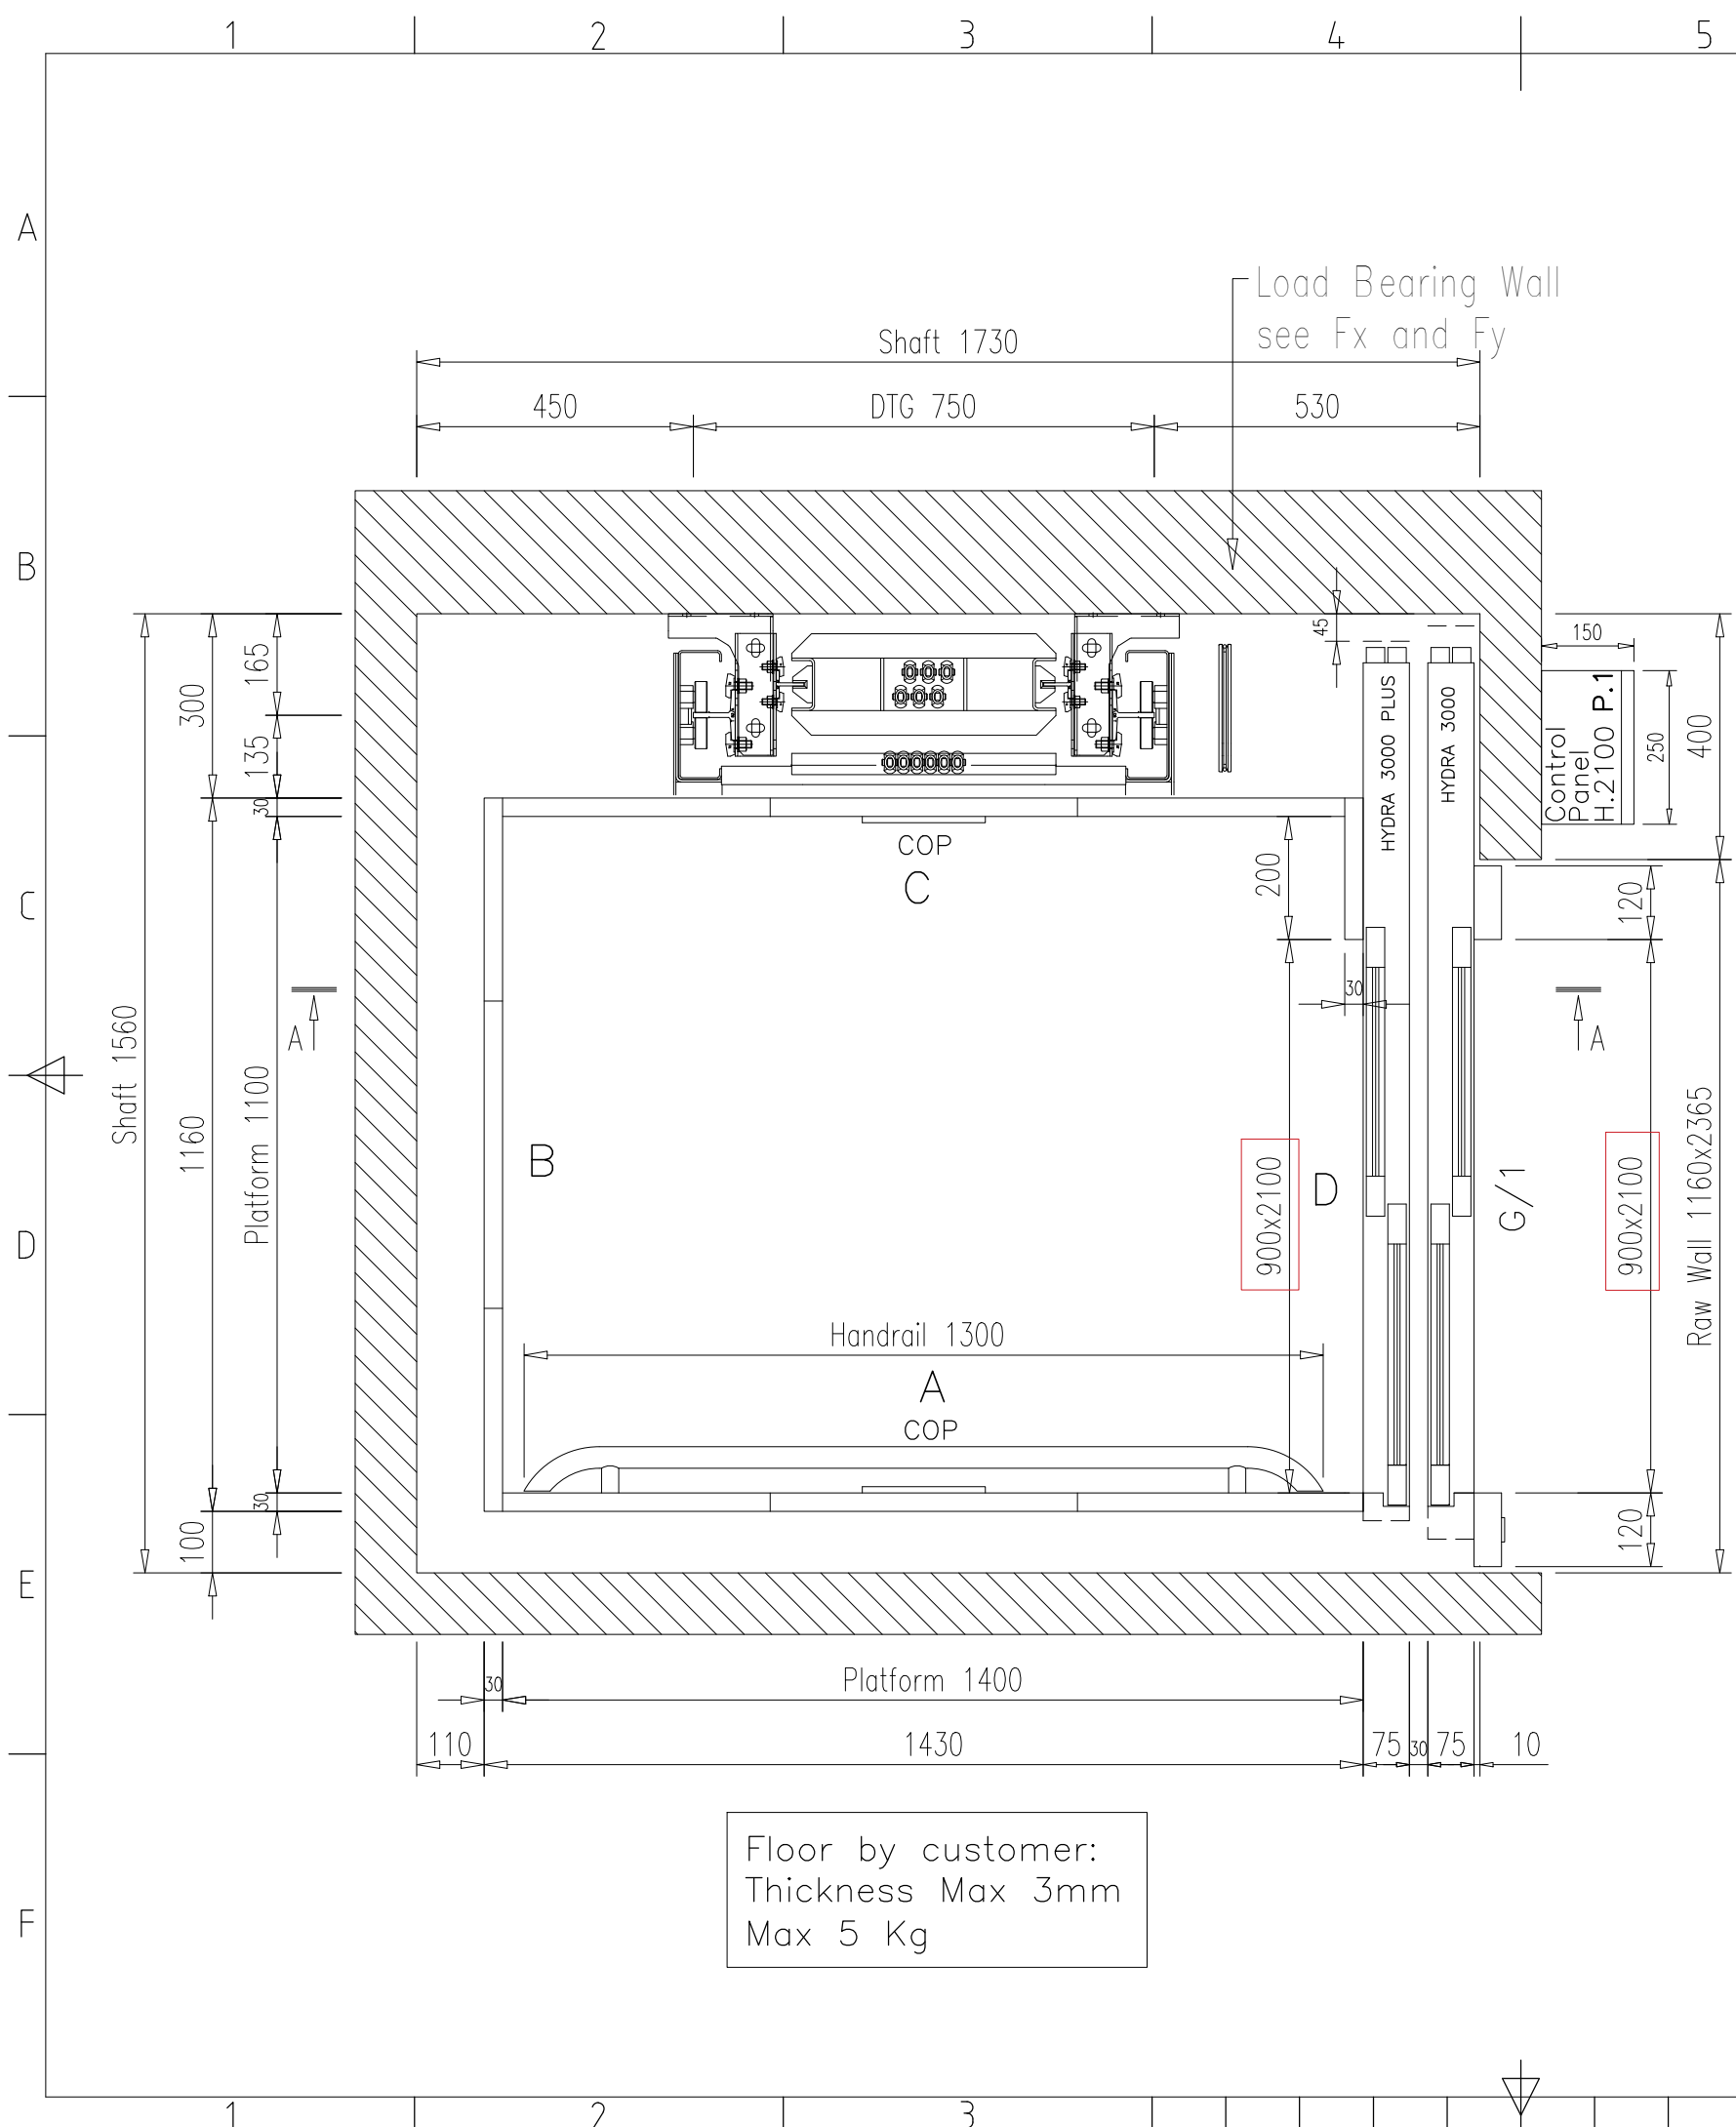 1 2 3 4 5
A
Load Bearing Wall
see Fx and Fy
Shaft 1730
450 DTG 750 530
B
45
150
165
300
135
30
400
250
Control
Panel
H.2100 P.1
HYDRA 3000 PLUS
HYDRA 3000
COP
C
C
200
120
30
A
A
Shaft 1560
1160
Platform 1100
B
900x2100
D
G/1
900x2100
Raw Wall 1160x2365
D
Handrail 1300
A
COP
30
100
120
E
30
Platform 1400
110
1430
75
30
75
10
Floor by customer:
Thickness Max 3mm
Max 5 Kg
F
1 2 3